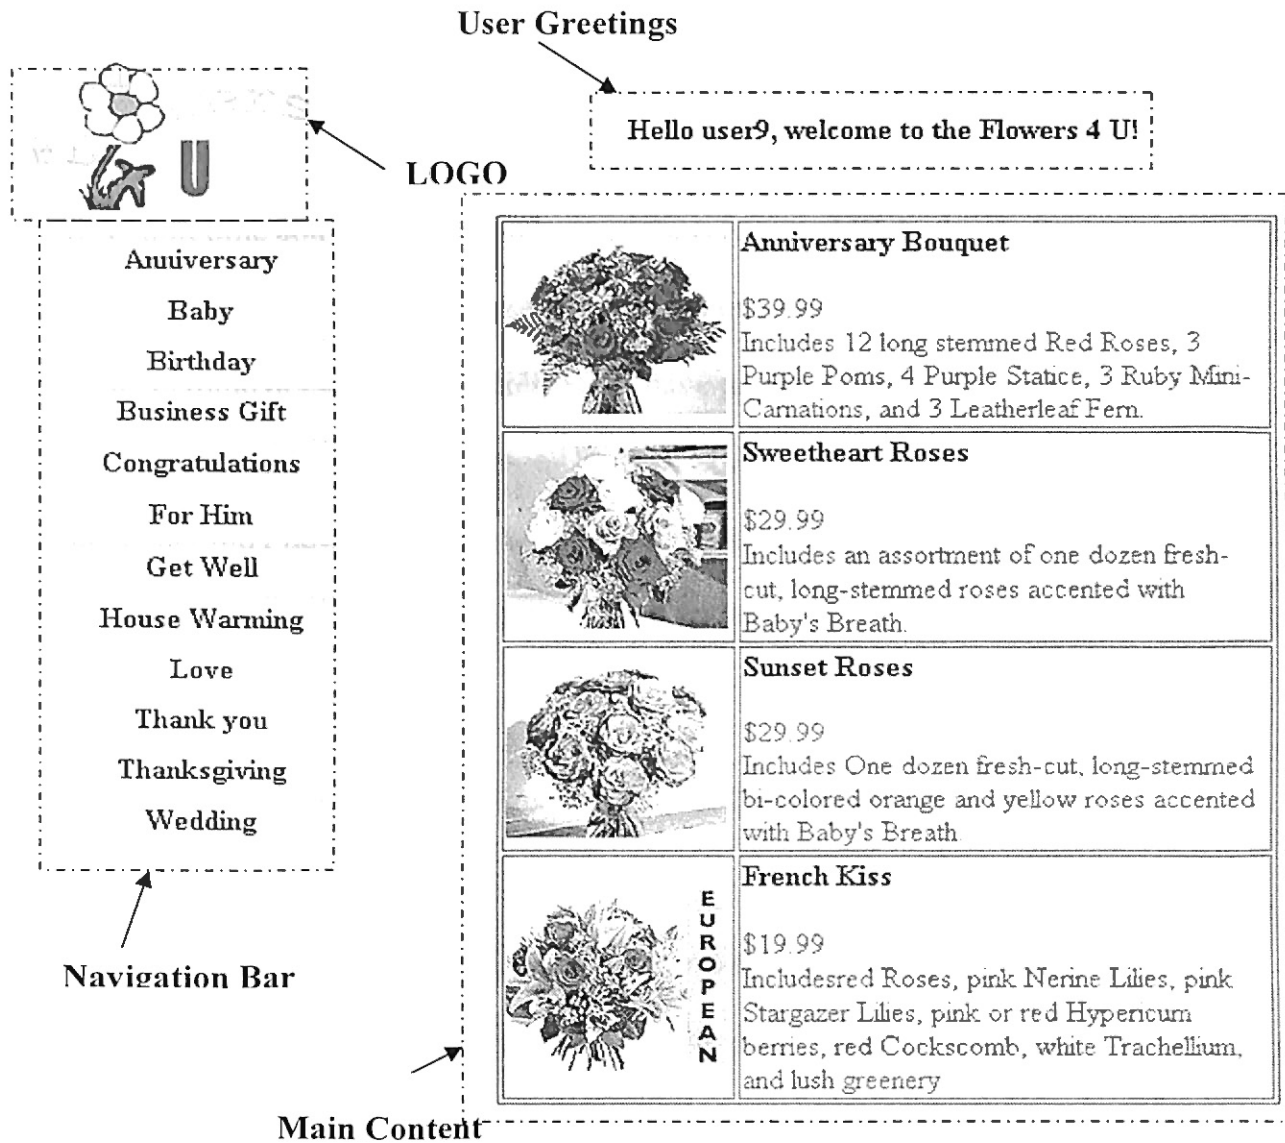 User Greetings
Hello user9, welcome to the Flowers 4 U!
U
LOGO
Anniversary
Baby
Birthday
Business Gift
Congratulations
For Him
Get Well
House Warming
Love
Thank you
Thanksgiving
Wedding
Navigation Bar
Anniversary Bouquet
$39.99
Includes 12 long stemmed Red Roses, 3
Purple Poms, 4 Purple Statice, 3 Ruby Mini-
Carnations, and 3 Leatherleaf Fern.
Sweetheart Roses
$29.99
Includes an assortment of one dozen fresh-
cut, long-stemmed roses accented with
Baby's Breath.
Sunset Roses
$29.99
Includes One dozen fresh-cut, long-stemmed
bi-colored orange and yellow roses accented
with Baby's Breath
EUROPEAN
French Kiss
$19.99
Includesred Roses, pink Nerine Lilies, pink
Stargazer Lilies, pink or red Hypericum
berries, red Cockscomb, white Trachellium,
and lush greenery
Main Content